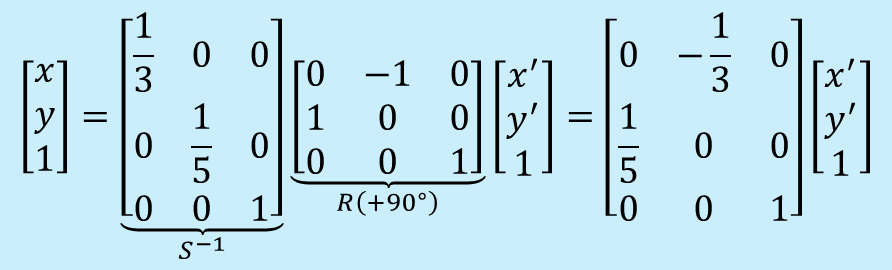 [x y 1] = [1/3 0 0; 0 1/5 0; 0 0 1] [0 −1 0; 1 0 0; 0 0 1] [x′ y′ 1] = [0 −1/3 0; 1/5 0 0; 0 0 1] [x′ y′ 1]
S⁻¹ R(+90°)